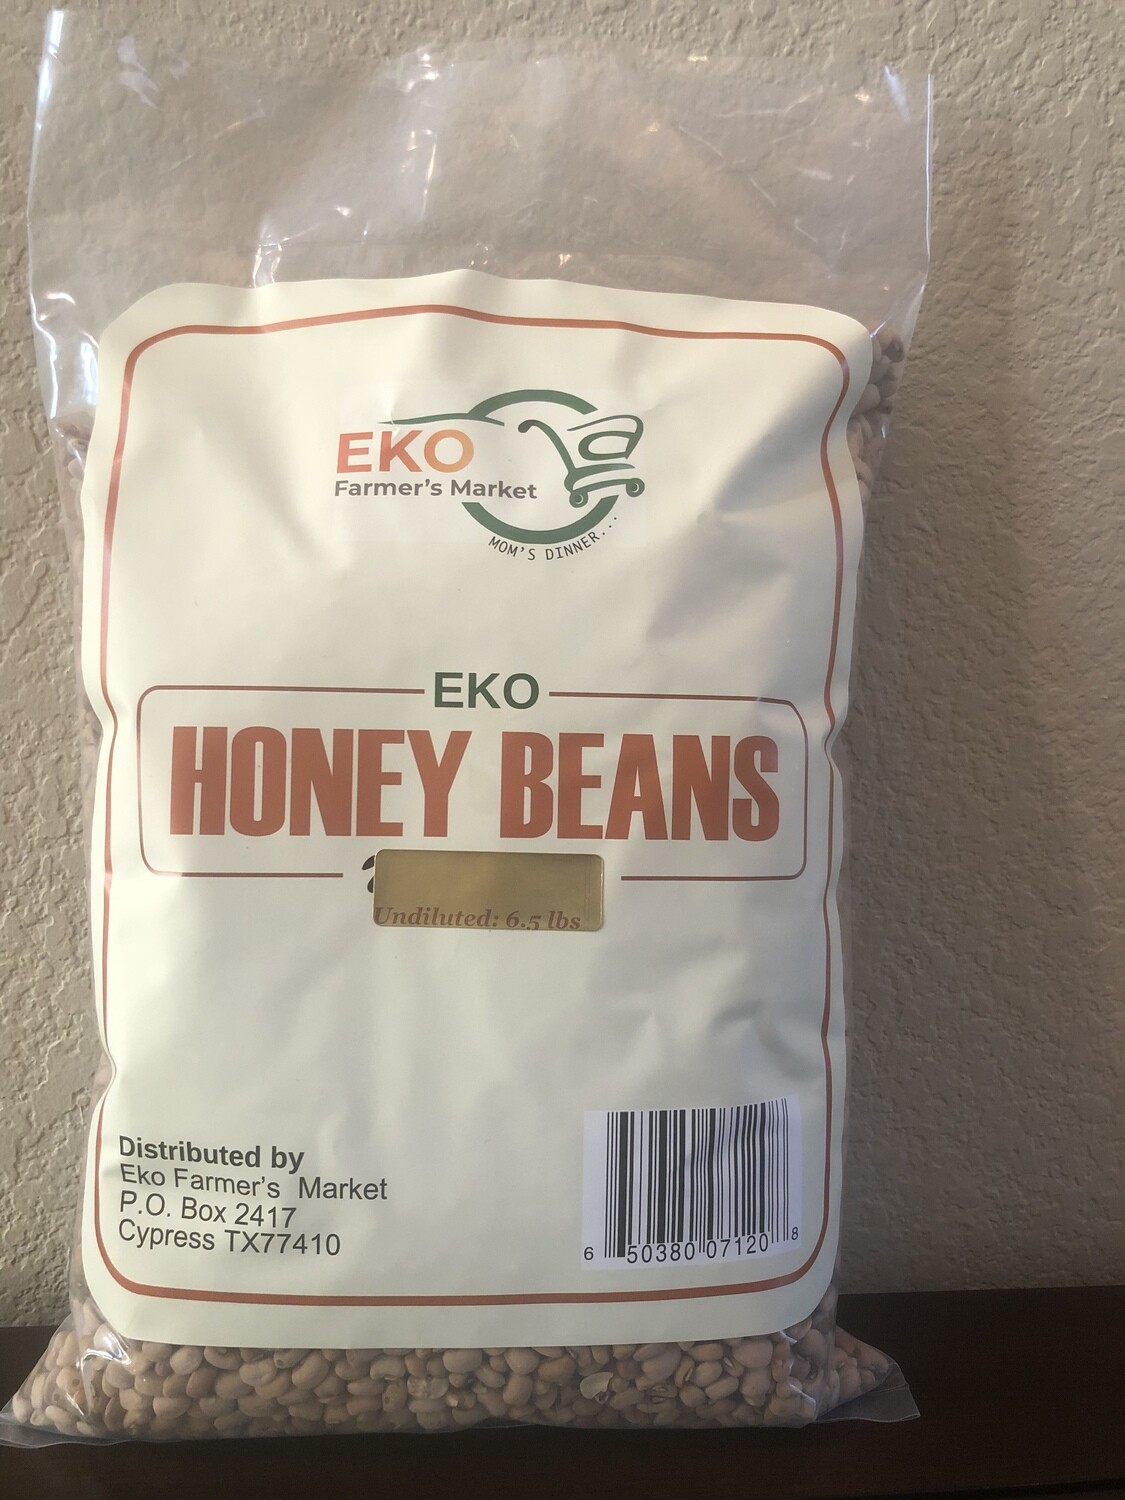 EKO
Farmer's Market
MOM'S DINNER...
EKO
HONEY BEANS
Undiluted: 6.5 lbs
Distributed by
Eko Farmer's Market
P.O. Box 2417
Cypress TX77410
6 50380 07120 8